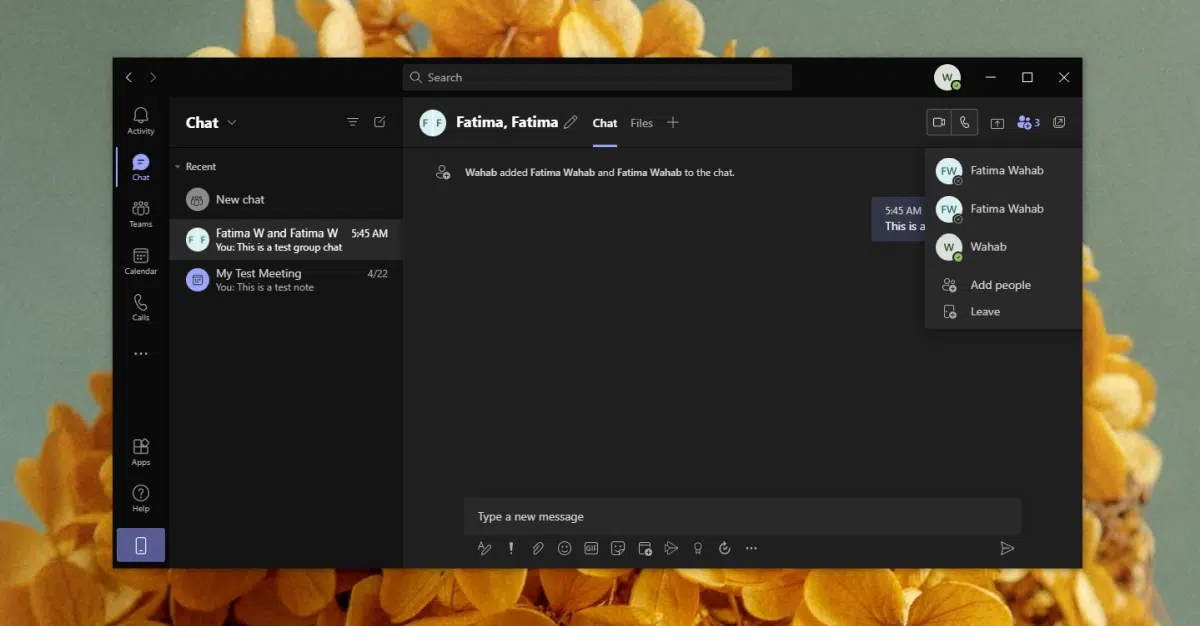 Search
W
Activity
Chat
Teams
Calendar
Calls
Apps
Help
Chat
Recent
New chat
F F
Fatima W and Fatima W 5:45 AM
You: This is a test group chat
My Test Meeting 4/22
You: This is a test note
F F
Fatima, Fatima
Chat Files
3
Wahab added Fatima Wahab and Fatima Wahab to the chat.
5:45 AM
This is a
FW Fatima Wahab
FW Fatima Wahab
W Wahab
Add people
Leave
Type a new message
GIF